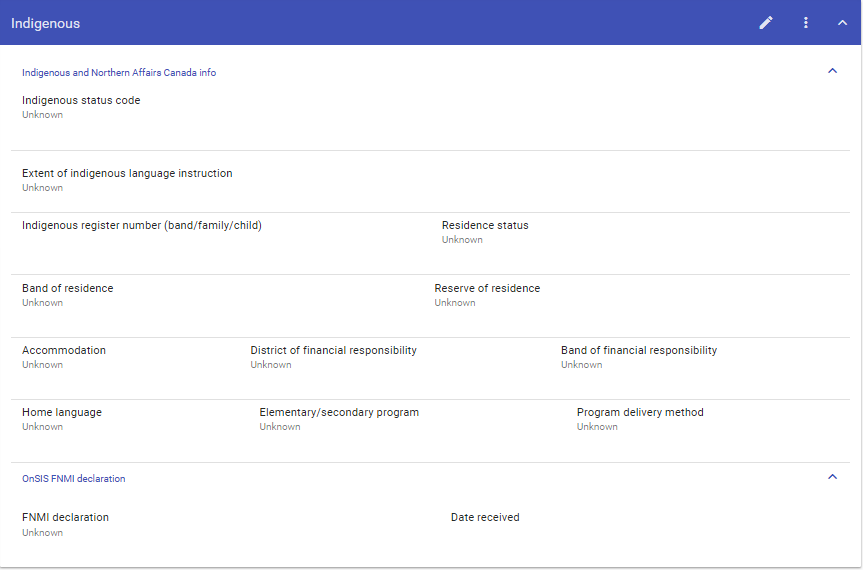 Indigenous
Indigenous and Northern Affairs Canada info
Indigenous status code
Unknown
Extent of indigenous language instruction
Unknown
Indigenous register number (band/family/child) Residence status
Unknown
Band of residence Reserve of residence
Unknown Unknown
Accommodation District of financial responsibility Band of financial responsibility
Unknown Unknown Unknown
Home language Elementary/secondary program Program delivery method
Unknown Unknown Unknown
OnSIS FNMI declaration
FNMI declaration Date received
Unknown